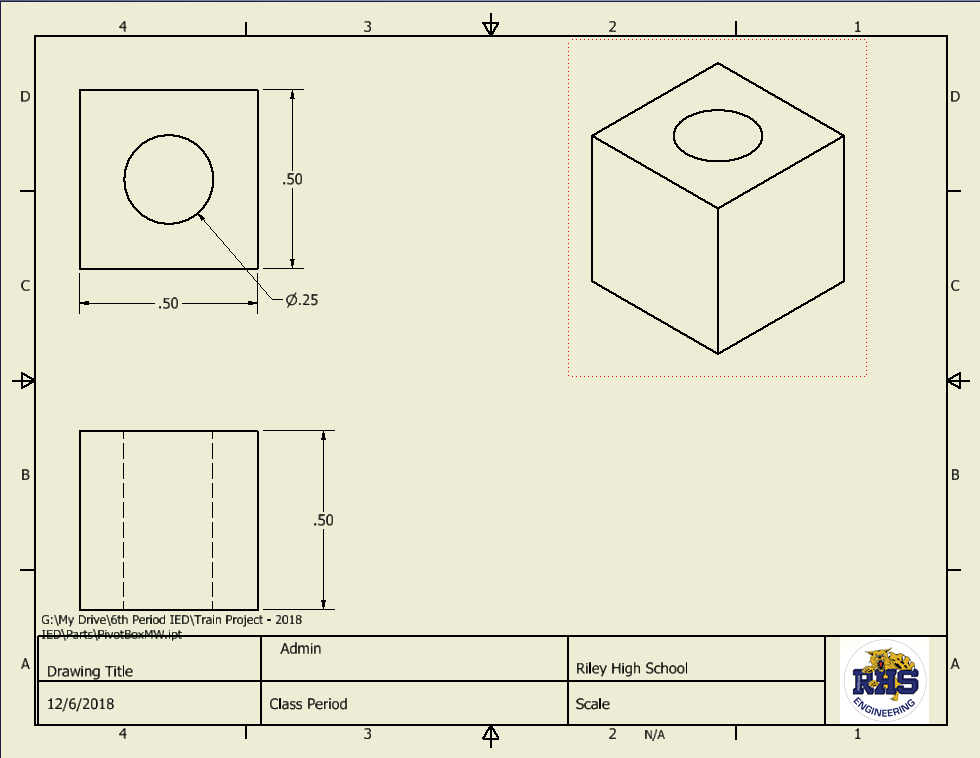 4 3 2 1
D D
.50
C C
.50 Ø.25
B B
.50
G:\My Drive\6th Period IED\Train Project - 2018
IED\Parts\PivotBoxMW.ipt
Admin
A A
Drawing Title
Riley High School
RHS
ENGINEERING
12/6/2018 Class Period Scale
4 3 2 N/A 1